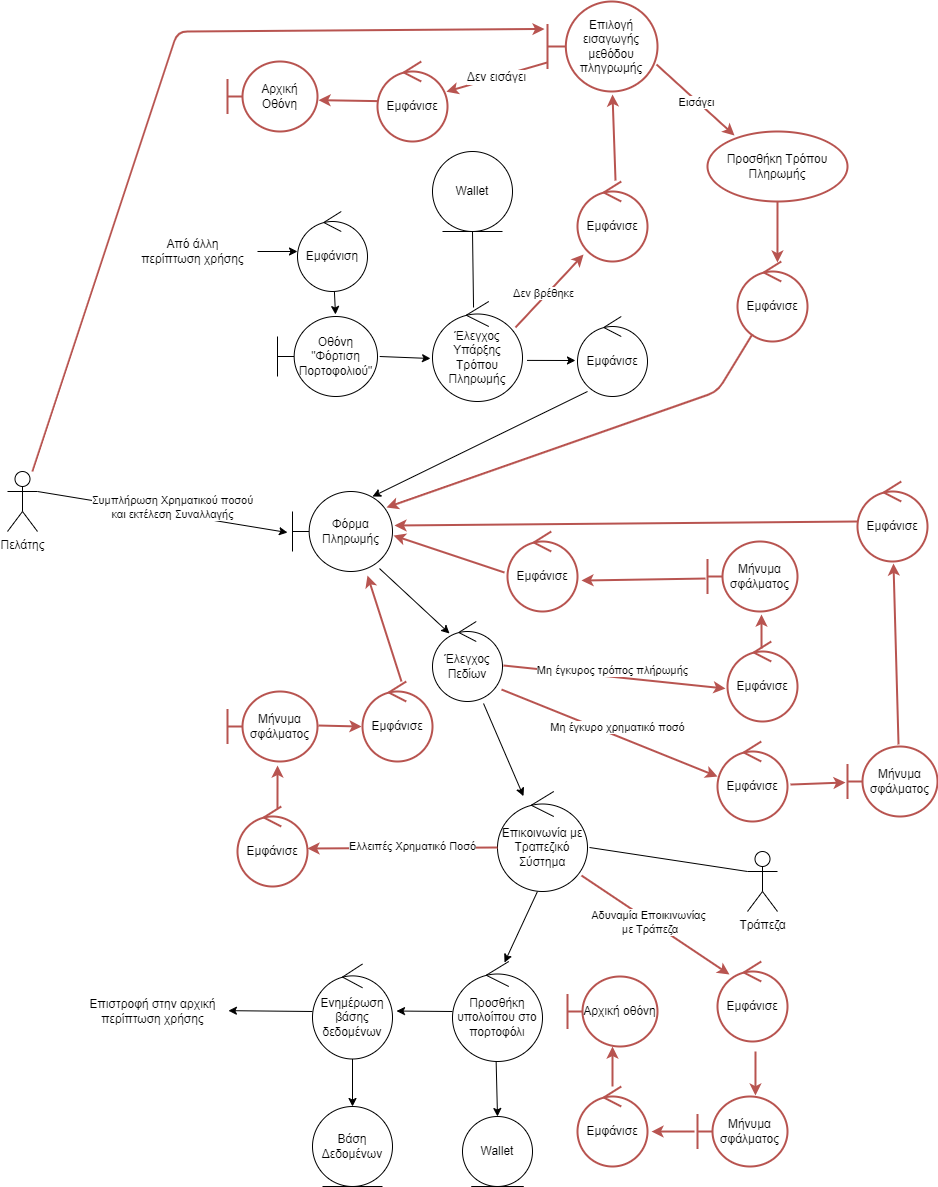 Επιλογή
εισαγωγής
μεθόδου
πληγρωμής
Δεν εισάγει
Αρχική
Οθόνη
Εμφάνισε
Εισάγει
Προσθήκη Τρόπου
Πληρωμής
Wallet
Εμφάνισε
Από άλλη
περίπτωση χρήσης
Εμφάνιση
Δεν βρέθηκε
Εμφάνισε
Οθόνη
"Φόρτιση
Πορτοφολιού"
Έλεγχος
Υπάρξης
Τρόπου
Πληρωμής
Εμφάνισε
Πελάτης
Συμπλήρωση Χρηματικού ποσού
και εκτέλεση Συναλλαγής
Φόρμα
Πληρωμής
Εμφάνισε
Εμφάνισε
Μήνυμα
σφάλματος
Έλεγχος
Πεδίων
Μη έγκυρος τρόπος πλήρωμής
Εμφάνισε
Μήνυμα
σφάλματος
Εμφάνισε
Μη έγκυρο χρηματικό ποσό
Εμφάνισε
Μήνυμα
σφάλματος
Εμφάνισε
Ελλειπές Χρηματικό Ποσό
Επικοινωνία με
Τραπεζικό
Σύστημα
Τράπεζα
Αδυναμία Εποικινωνίας
με Τράπεζα
Επιστροφή στην αρχική
περίπτωση χρήσης
Ενημέρωση
βάσης
δεδομένων
Προσθήκη
υπολοίπου στο
πορτοφόλι
Αρχική οθόνη
Εμφάνισε
Βάση
Δεδομένων
Wallet
Εμφάνισε
Μήνυμα
σφάλματος